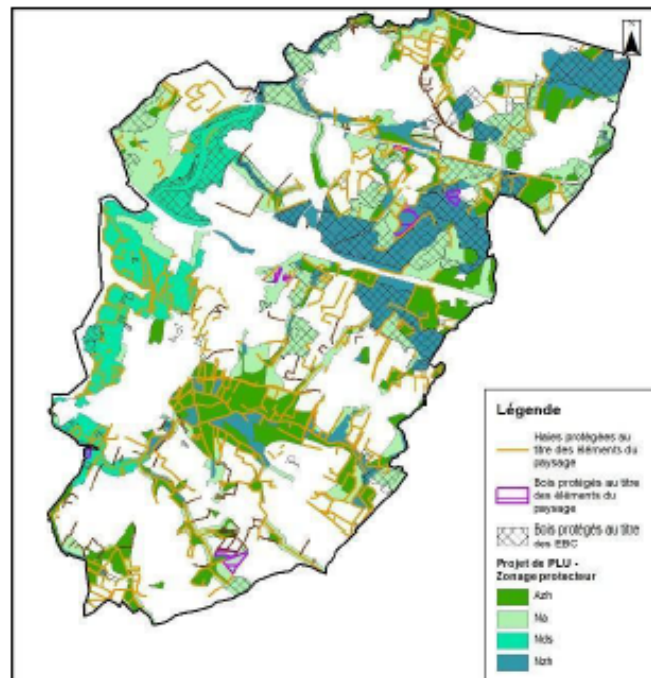 N
Légende
Haies protégées au
titre des éléments du
paysage
Bois protégés au titre
des éléments du
paysage
Bois protégés au titre
des EBC
Projet de PLU -
Zonage protecteur
Azh
Na
Nds
Nzh